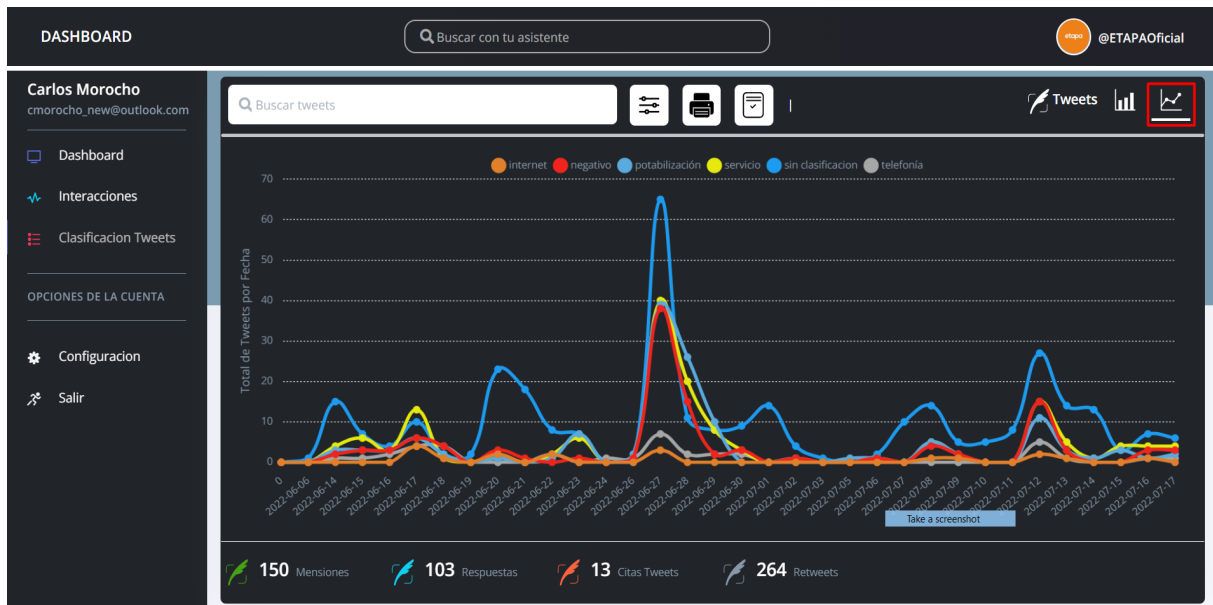 DASHBOARD
Buscar con tu asistente
etapa
@ETAPAOficial
Carlos Morocho
cmorocho_new@outlook.com
Dashboard
Interacciones
Clasificacion Tweets
OPCIONES DE LA CUENTA
Configuracion
Salir
Buscar tweets
Tweets
internet negativo potabilización servicio sin clasificacion telefonía
Total de Tweets por Fecha
70
60
50
40
30
20
10
0
0
2022-06-06
2022-06-14
2022-06-15
2022-06-16
2022-06-17
2022-06-18
2022-06-19
2022-06-20
2022-06-21
2022-06-22
2022-06-23
2022-06-24
2022-06-26
2022-06-27
2022-06-28
2022-06-29
2022-06-30
2022-07-01
2022-07-02
2022-07-03
2022-07-05
2022-07-06
2022-07-07
2022-07-08
2022-07-09
2022-07-10
2022-07-11
2022-07-12
2022-07-13
2022-07-14
2022-07-15
2022-07-16
2022-07-17
Take a screenshot
150 Mensiones
103 Respuestas
13 Citas Tweets
264 Retweets